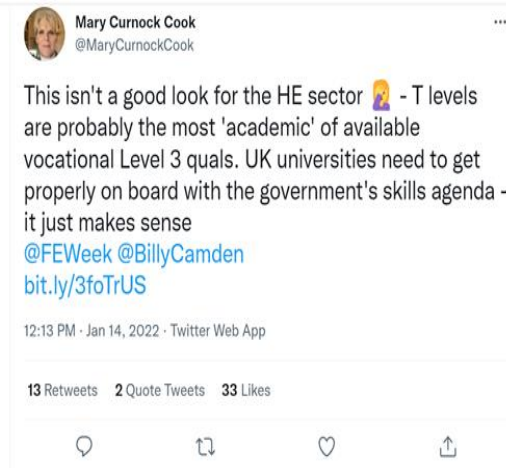 Mary Curnock Cook
@MaryCurnockCook
This isn't a good look for the HE sector 🤦‍♀️ - T levels
are probably the most 'academic' of available
vocational Level 3 quals. UK universities need to get
properly on board with the government's skills agenda -
it just makes sense
@FEWeek @BillyCamden
bit.ly/3foTrUS
12:13 PM · Jan 14, 2022 · Twitter Web App
13 Retweets 2 Quote Tweets 33 Likes